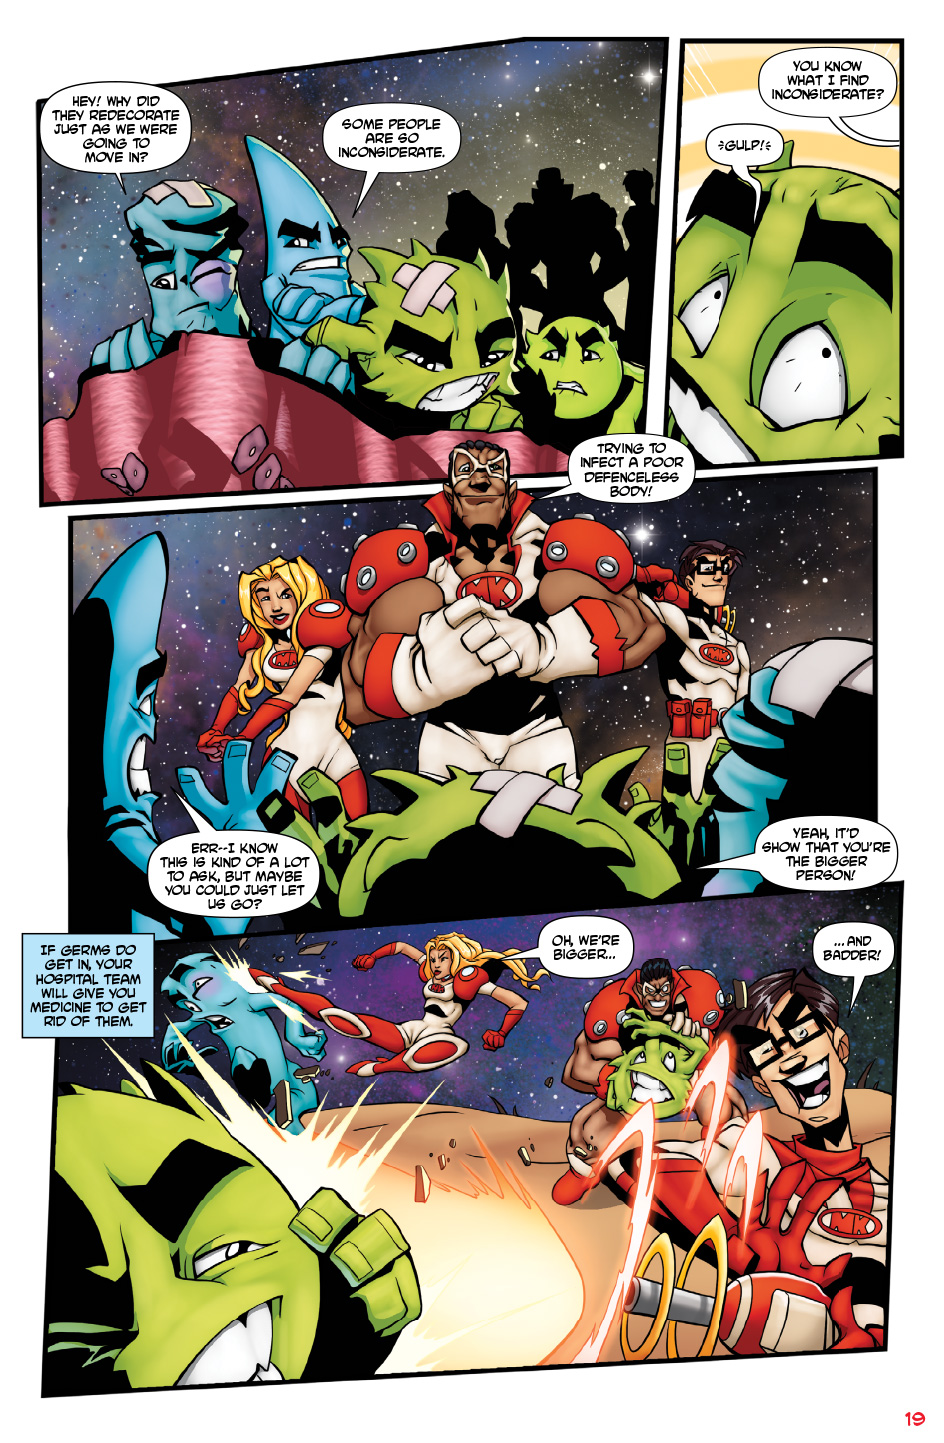 HEY! WHY DID
THEY REDECORATE
JUST AS WE WERE
GOING TO
MOVE IN?
SOME PEOPLE
ARE SO
INCONSIDERATE.
YOU KNOW
WHAT I FIND
INCONSIDERATE?
GULP!
TRYING TO
INFECT A POOR
DEFENCELESS
BODY!
MK
MK
MK
ERR--I KNOW
THIS IS KIND OF A LOT
TO ASK, BUT MAYBE
YOU COULD JUST LET
US GO?
YEAH, IT'D
SHOW THAT YOU'RE
THE BIGGER
PERSON!
IF GERMS DO
GET IN, YOUR
HOSPITAL TEAM
WILL GIVE YOU
MEDICINE TO GET
RID OF THEM.
OH, WE'RE
BIGGER...
...AND
BADDER!
MK
MK
19